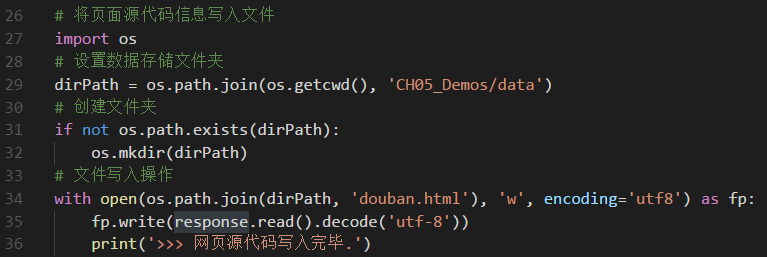 26 # 将页面源代码信息写入文件
27 import os
28 # 设置数据存储文件夹
29 dirPath = os.path.join(os.getcwd(), 'CH05_Demos/data')
30 # 创建文件夹
31 if not os.path.exists(dirPath):
32     os.mkdir(dirPath)
33 # 文件写入操作
34 with open(os.path.join(dirPath, 'douban.html'), 'w', encoding='utf8') as fp:
35     fp.write(response.read().decode('utf-8'))
36     print('>>> 网页源代码写入完毕.')